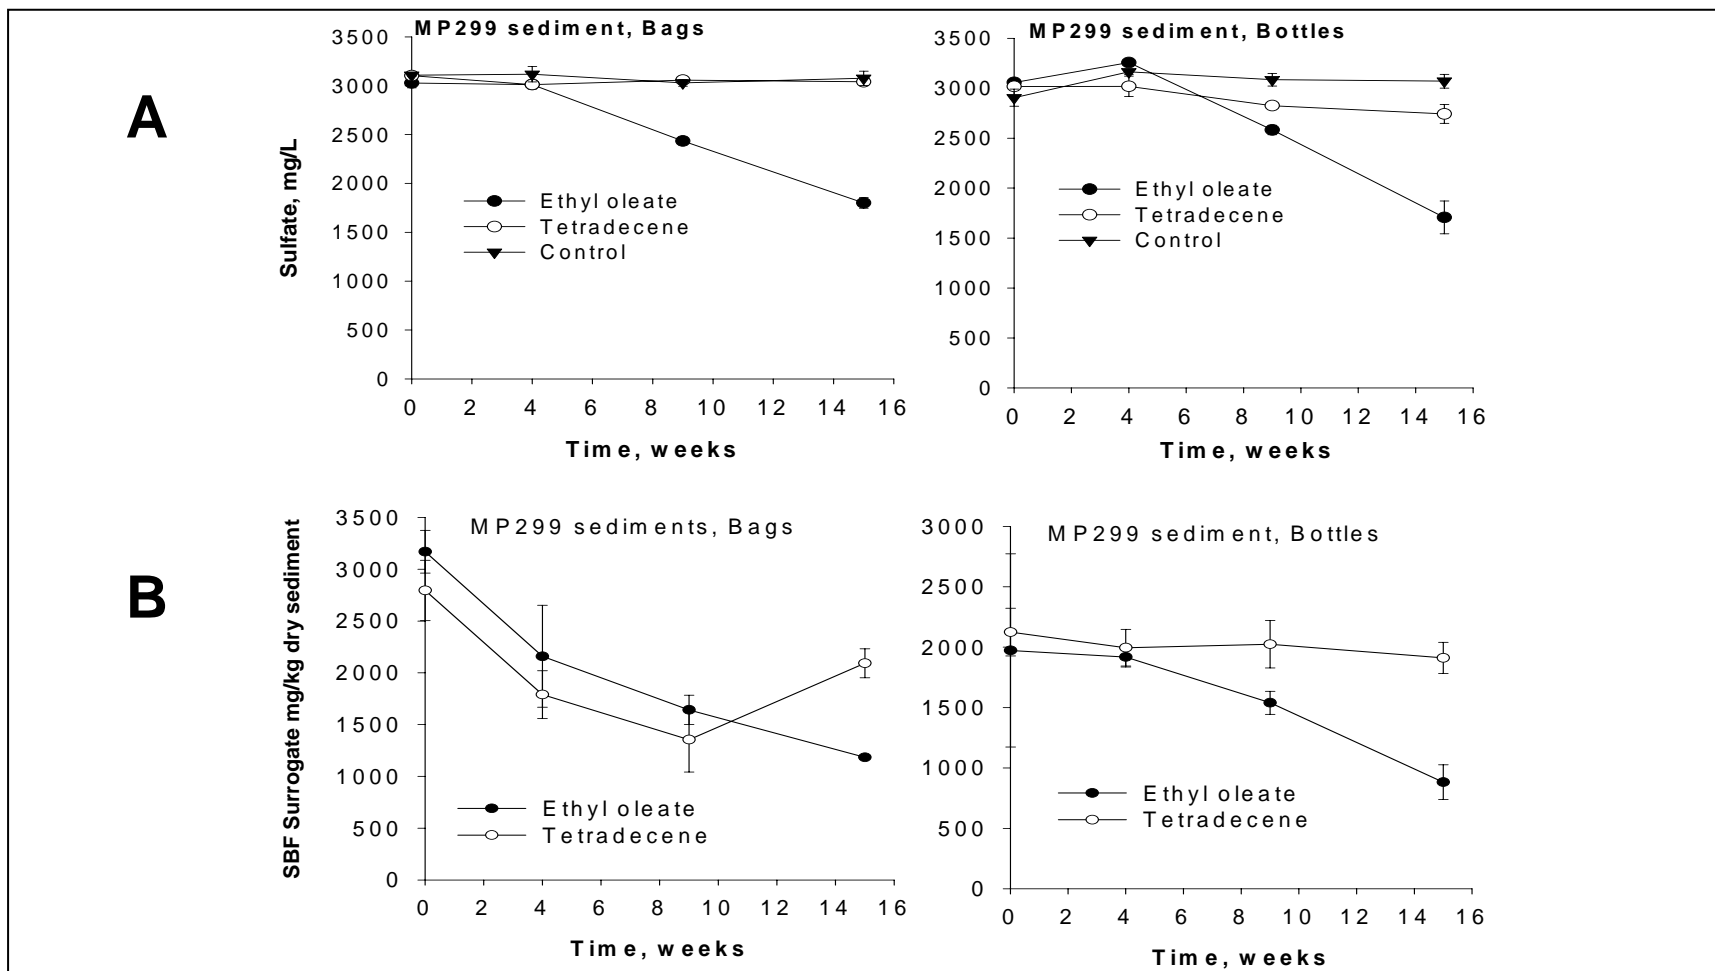 A
MP299 sediment, Bags
Sulfate, mg/L
3500
3000
2500
2000
1500
1000
500
0
Ethyl oleate
Tetradecene
Control
0 2 4 6 8 10 12 14 16
Time, weeks
MP299 sediment, Bottles
3500
3000
2500
2000
1500
1000
500
0
Ethyl oleate
Tetradecene
Control
0 2 4 6 8 10 12 14 16
Time, weeks
B
MP299 sediments, Bags
SBF Surrogate mg/kg dry sediment
3500
3000
2500
2000
1500
1000
500
0
Ethyl oleate
Tetradecene
0 2 4 6 8 10 12 14 16
Time, weeks
MP299 sediment, Bottles
3000
2500
2000
1500
1000
500
0
Ethyl oleate
Tetradecene
0 2 4 6 8 10 12 14 16
Time, weeks